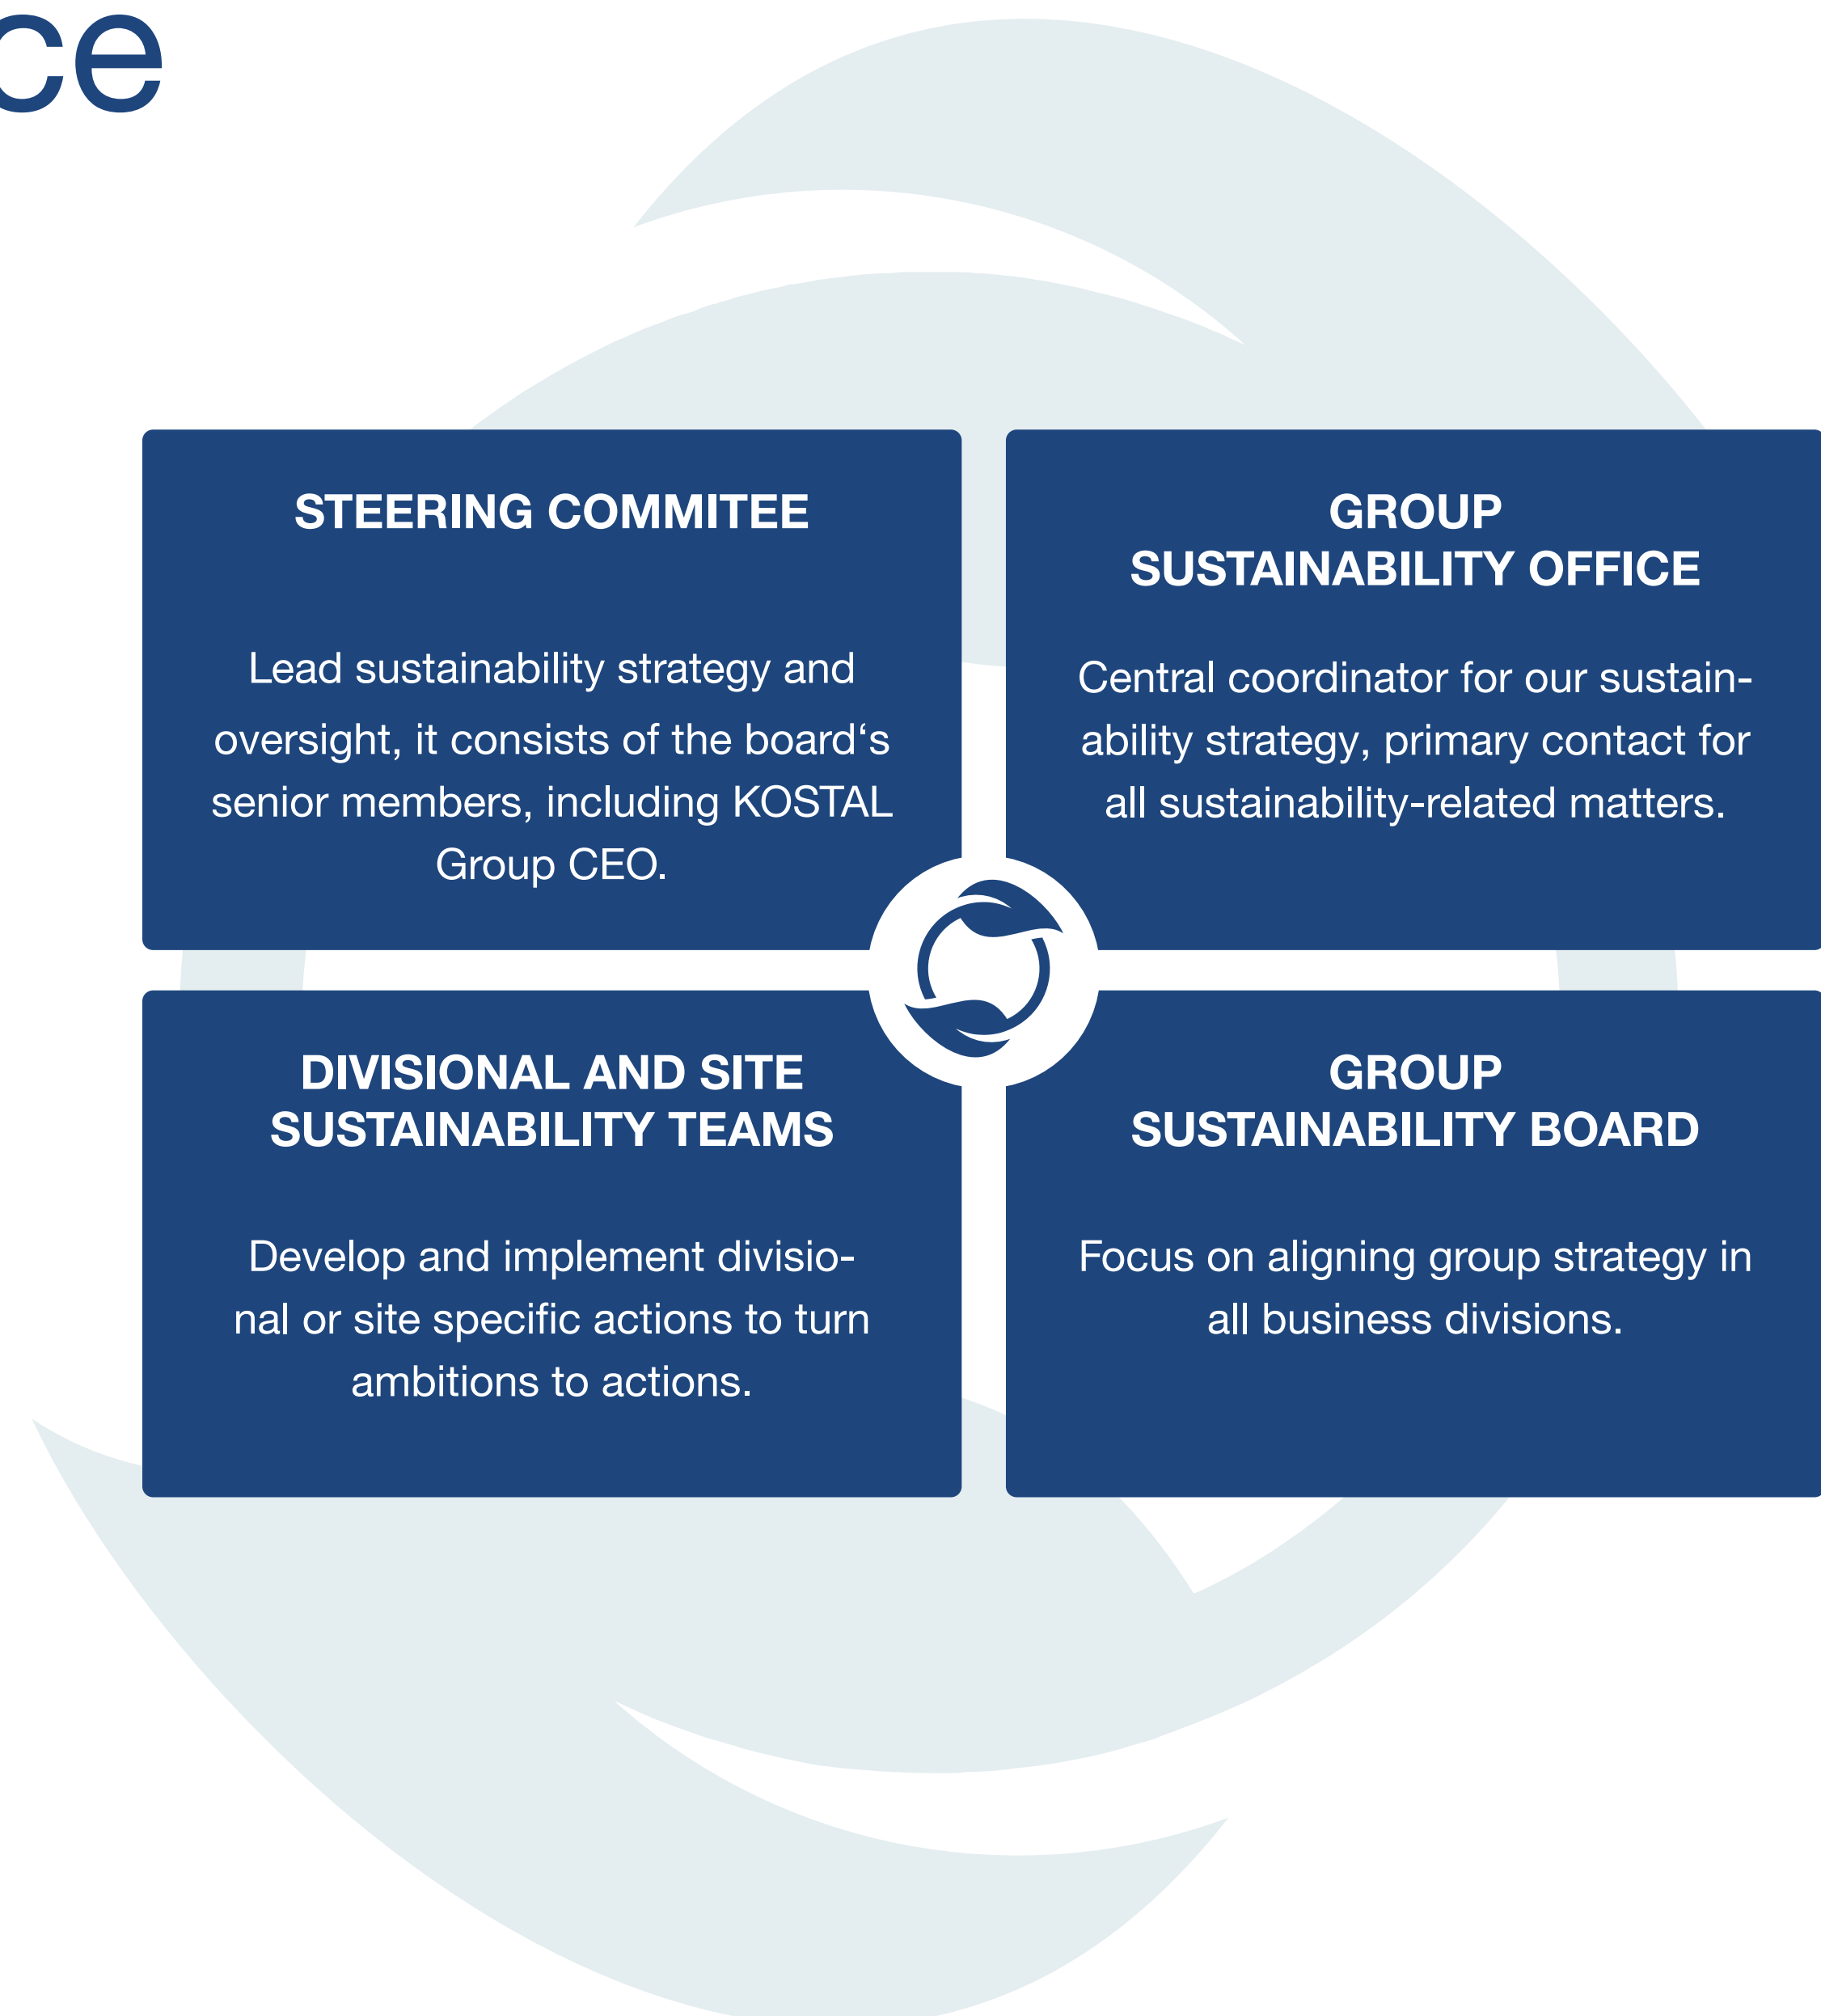 ce
STEERING COMMITEE
Lead sustainability strategy and
oversight, it consists of the board‘s
senior members, including KOSTAL
Group CEO.
GROUP
SUSTAINABILITY OFFICE
Central coordinator for our sustain-
ability strategy, primary contact for
all sustainability-related matters.
DIVISIONAL AND SITE
SUSTAINABILITY TEAMS
Develop and implement divisio-
nal or site specific actions to turn
ambitions to actions.
GROUP
SUSTAINABILITY BOARD
Focus on aligning group strategy in
all business divisions.